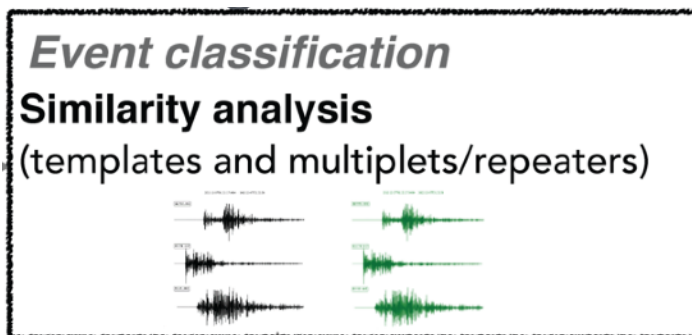 Event classification
Similarity analysis
(templates and multiplets/repeaters)